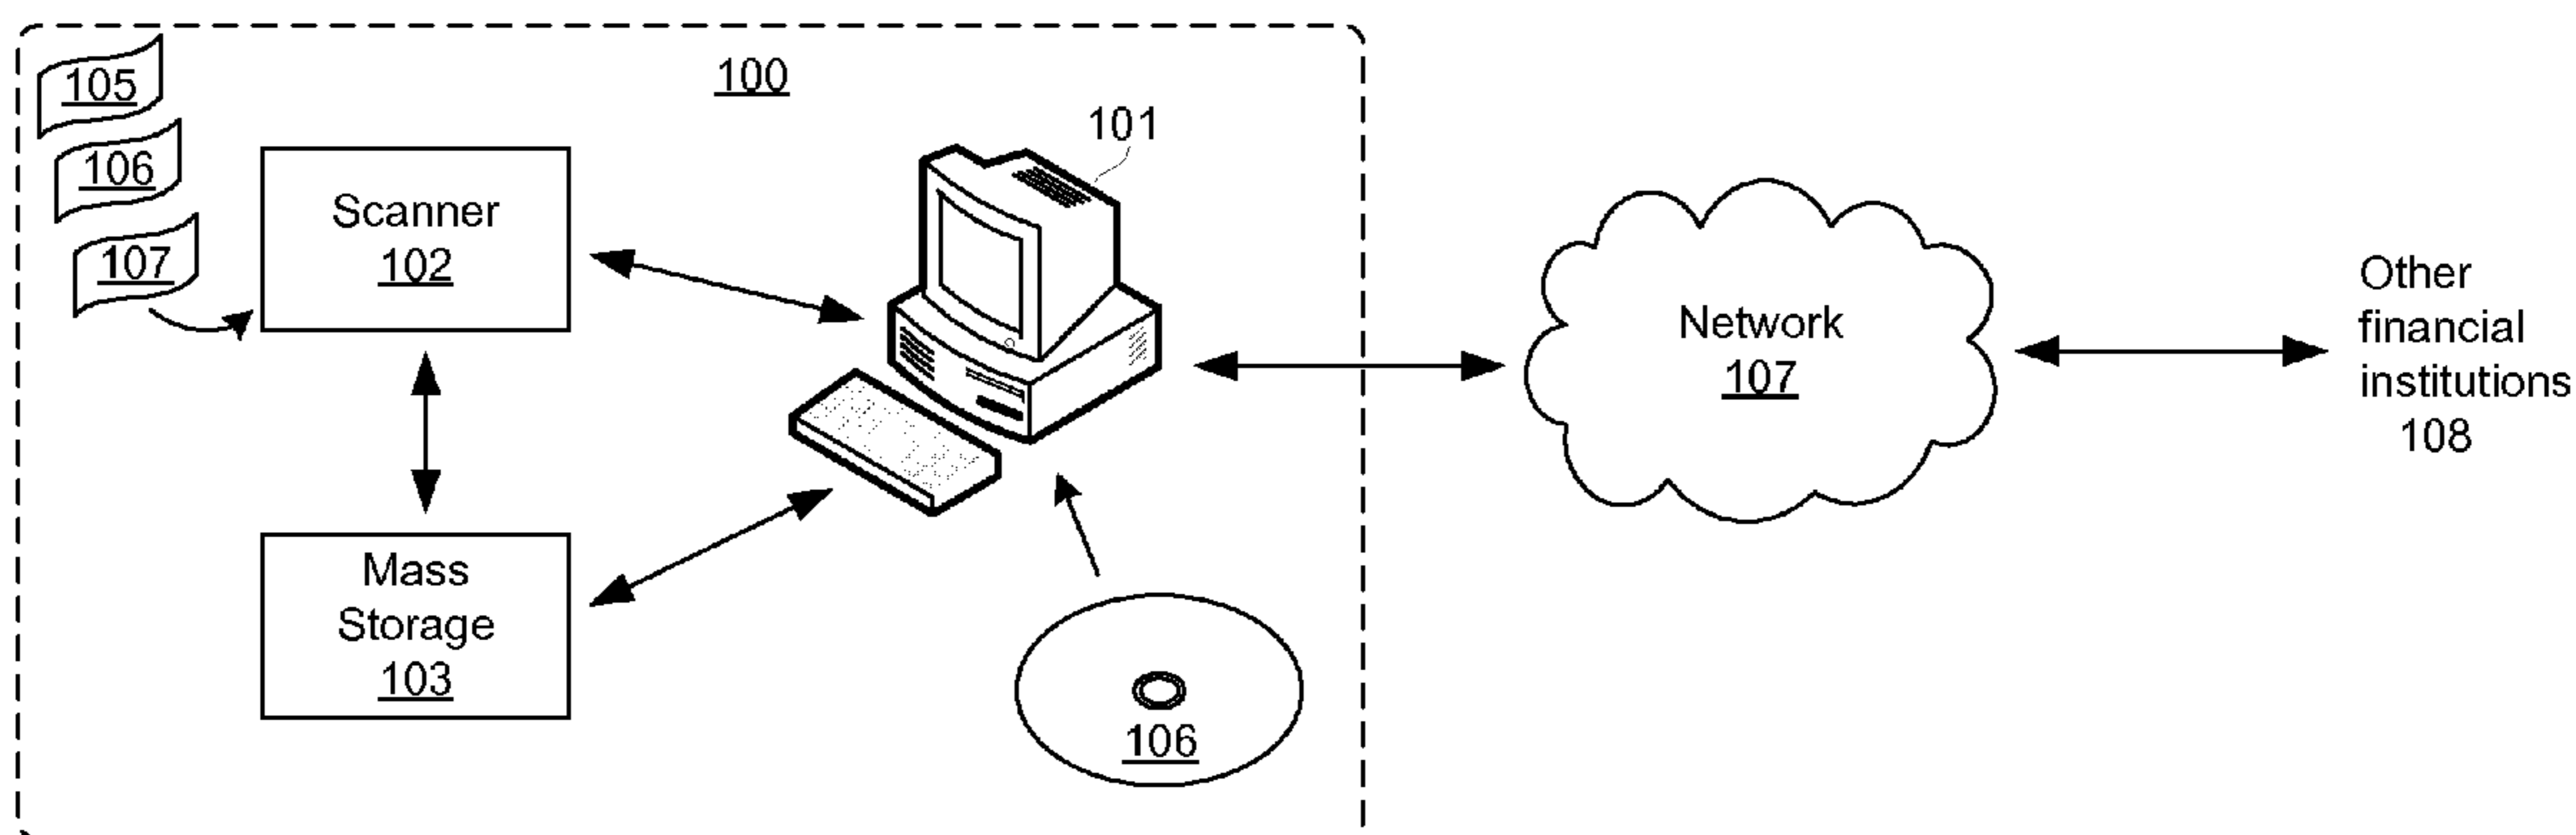 100
105
101
106
Scanner
102
107
Other
financial
institutions
108
Network
107
Mass
Storage
103
106